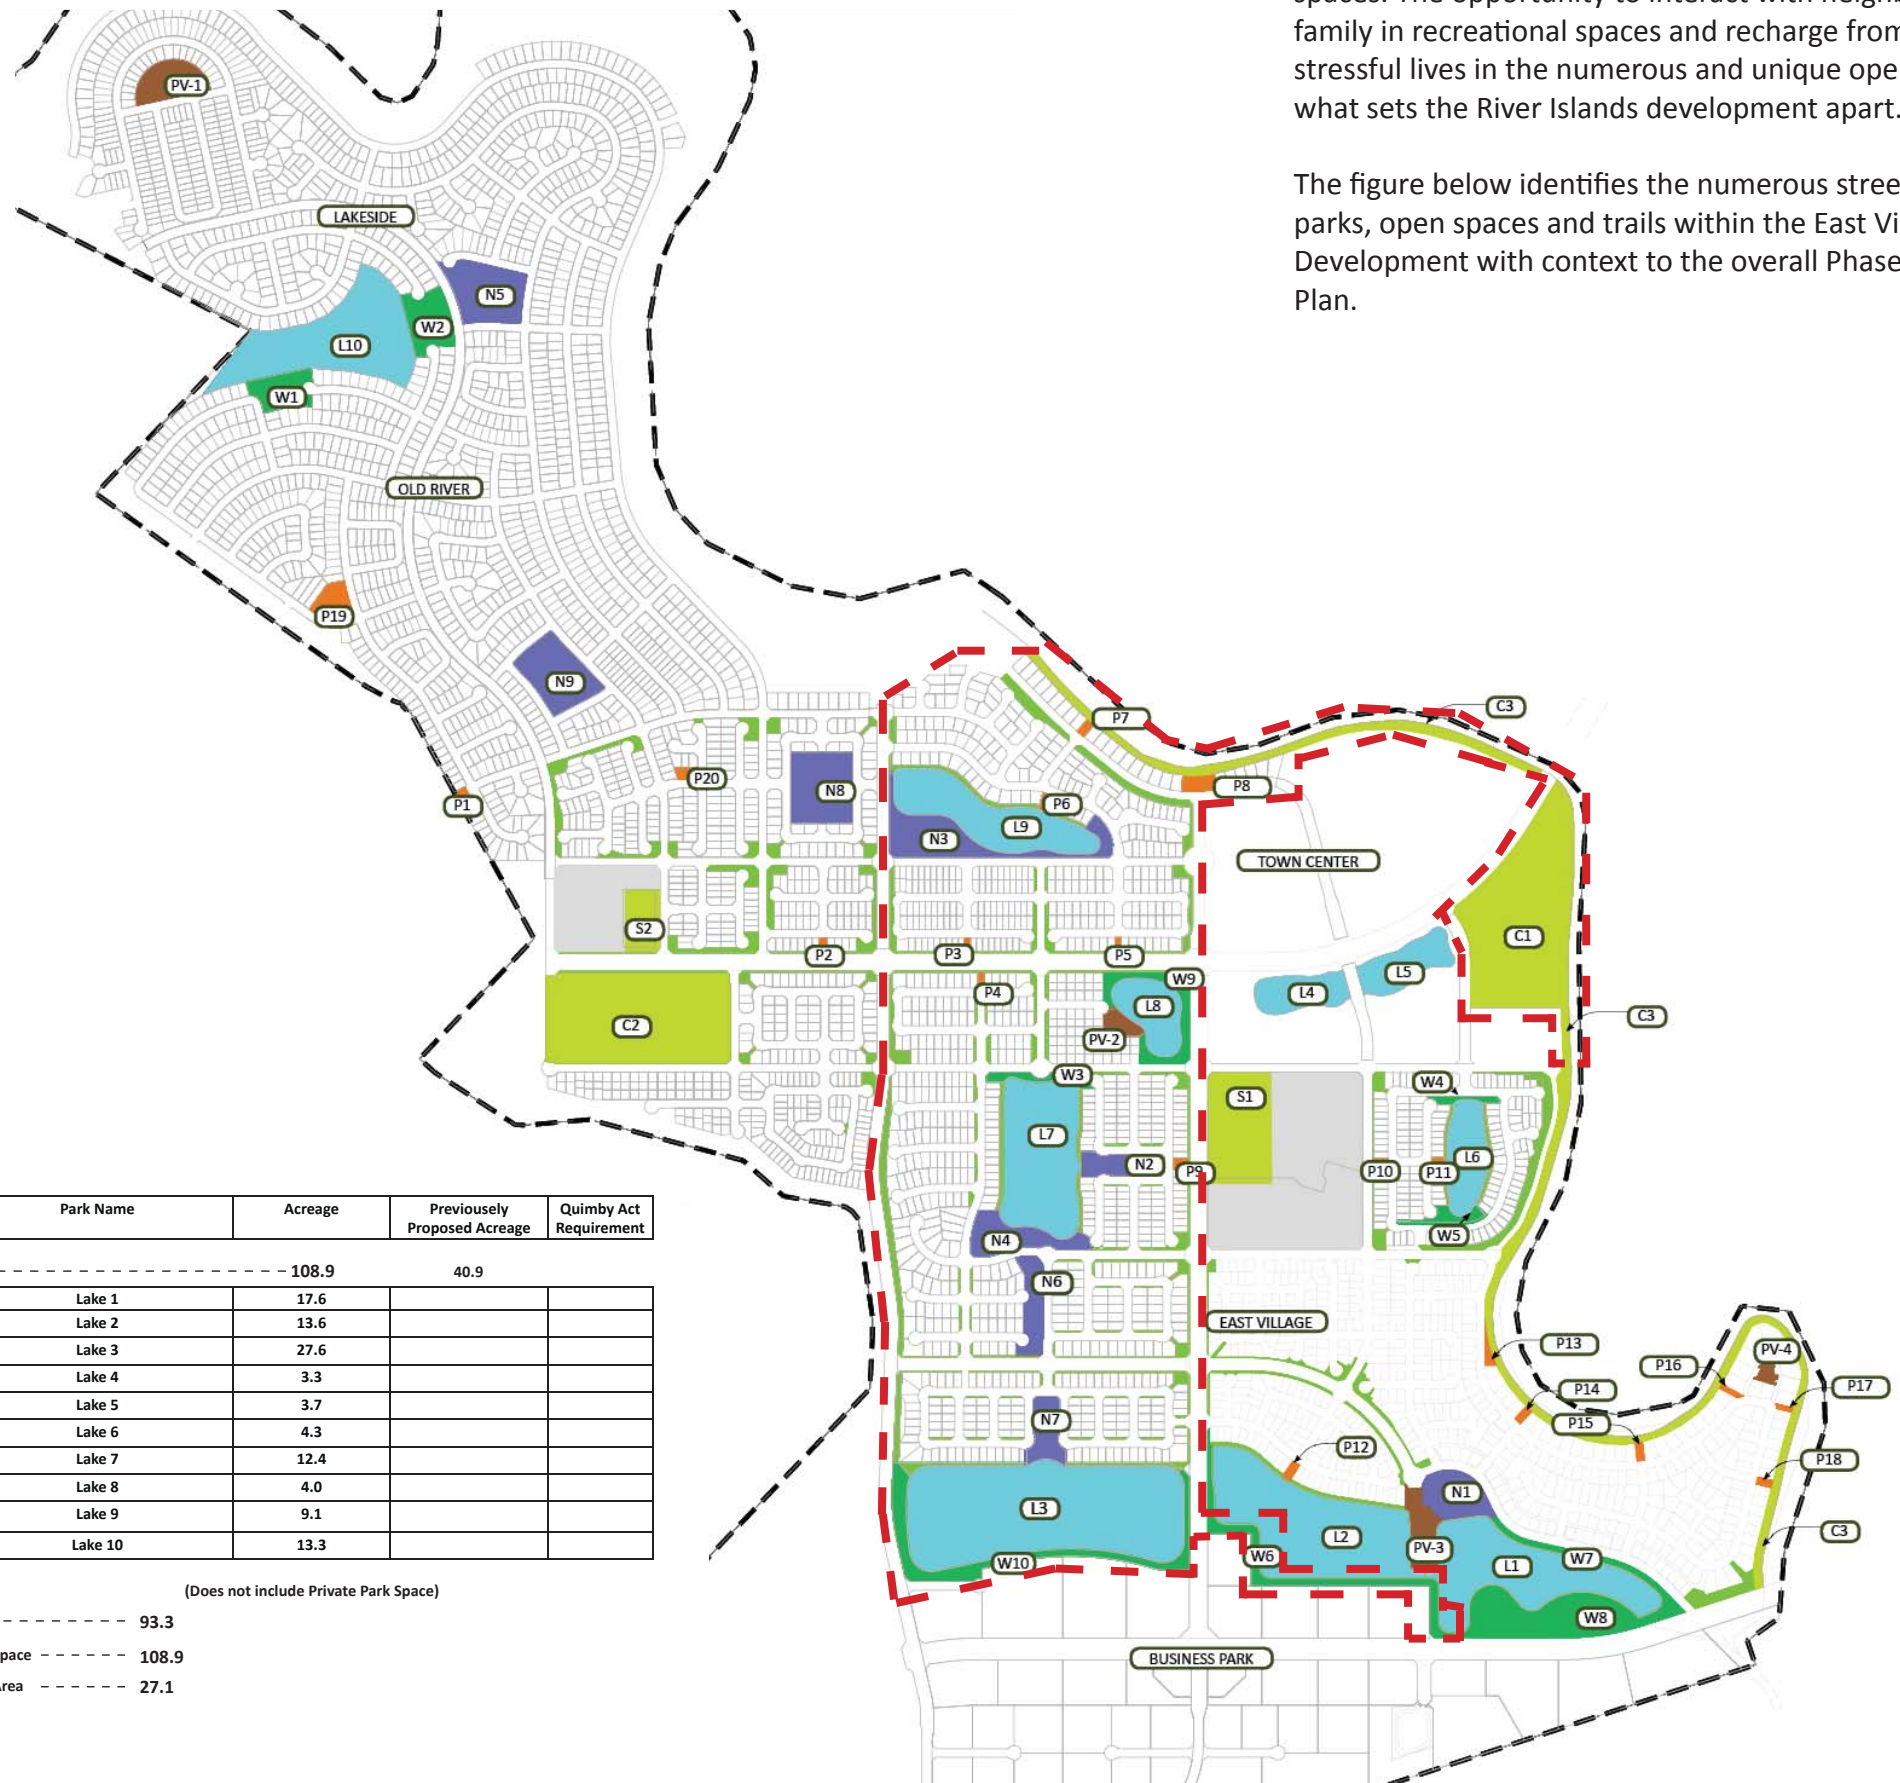 spaces. The opportunity to interact with
family in recreational spaces and recharge from
stressful lives in the numerous and unique
what sets the River Islands development apart.
The figure below identifies the numerous
parks, open spaces and trails within the East
Development with context to the overall Phase
Plan.
PV-1
LAKESIDE
N5
W2
L10
W1
OLD RIVER
P19
N9
C3
P7
P20
P8
N8
P1
P6
L9
N3
TOWN CENTER
S2
C1
P2
P3
P5
L5
W9
P4
L4
L8
C2
C3
PV-2
W3
W4
S1
L7
L6
N2
P9
P10
P11
W5
N4
N6
EAST VILLAGE
P13
PV-4
P16
P17
P14
N7
P15
P12
P18
N1
L3
L2
C3
PV-3
W10
W6
L1
W7
W8
BUSINESS PARK
Park Name Acreage Previousely Proposed Acreage Quimby Act Requirement
108.9 40.9
Lake 1 17.6
Lake 2 13.6
Lake 3 27.6
Lake 4 3.3
Lake 5 3.7
Lake 6 4.3
Lake 7 12.4
Lake 8 4.0
Lake 9 9.1
Lake 10 13.3
(Does not include Private Park Space)
93.3
108.9
27.1